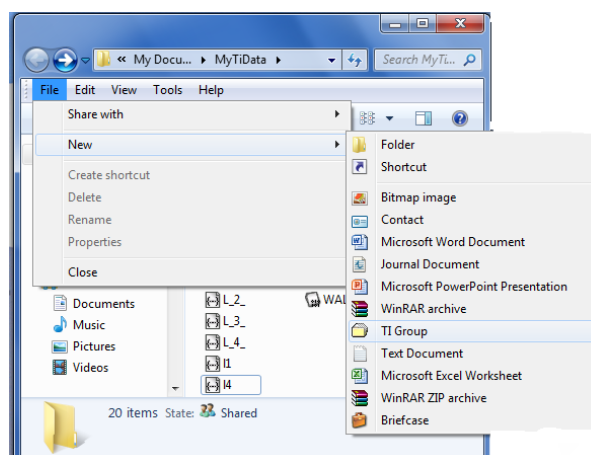 « My Docu... ▸ MyTiData ▸
Search MyTi...
File Edit View Tools Help
Share with
New
Create shortcut
Delete
Rename
Properties
Close
Folder
Shortcut
Bitmap image
Contact
Microsoft Word Document
Journal Document
Microsoft PowerPoint Presentation
WinRAR archive
TI Group
Text Document
Microsoft Excel Worksheet
WinRAR ZIP archive
Briefcase
Documents
Music
Pictures
Videos
L_2_
L_3_
L_4_
l1
l4
WAL
20 items State: Shared